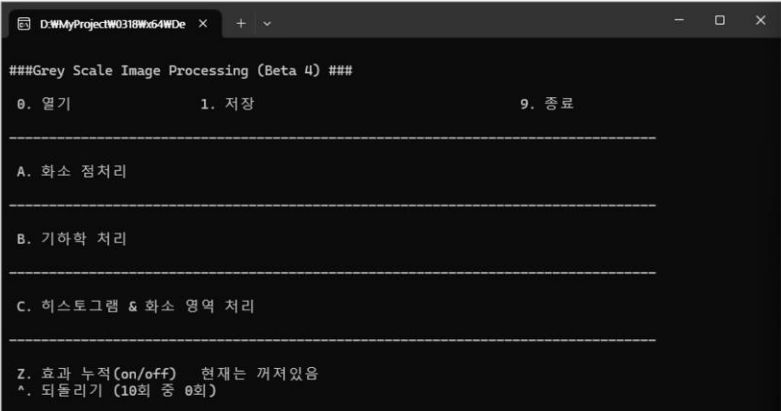 D:₩MyProject₩0318₩x64₩De
###Grey Scale Image Processing (Beta 4) ###
0. 열기 1. 저장 9. 종료
A. 화소 점처리
B. 기하학 처리
C. 히스토그램 & 화소 영역 처리
Z. 효과 누적(on/off) 현재는 꺼져있음
^. 되돌리기 (10회 중 0회)